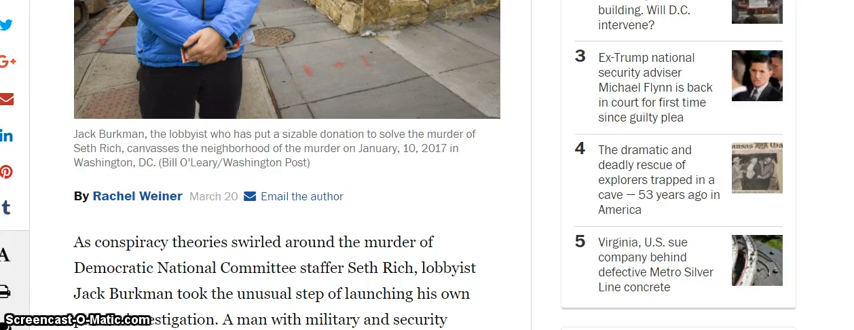 Jack Burkman, the lobbyist who has put a sizable donation to solve the murder of
Seth Rich, canvasses the neighborhood of the murder on January, 10, 2017 in
Washington, DC. (Bill O'Leary/Washington Post)
By Rachel Weiner March 20 Email the author
As conspiracy theories swirled around the murder of
Democratic National Committee staffer Seth Rich, lobbyist
Jack Burkman took the unusual step of launching his own
estigation. A man with military and security
building. Will D.C.
intervene?
3 Ex-Trump national
security adviser
Michael Flynn is back
in court for first time
since guilty plea
4 The dramatic and
deadly rescue of
explorers trapped in a
cave — 53 years ago in
America
5 Virginia, U.S. sue
company behind
defective Metro Silver
Line concrete
G+
in
t
A
Screencast-O-Matic.com